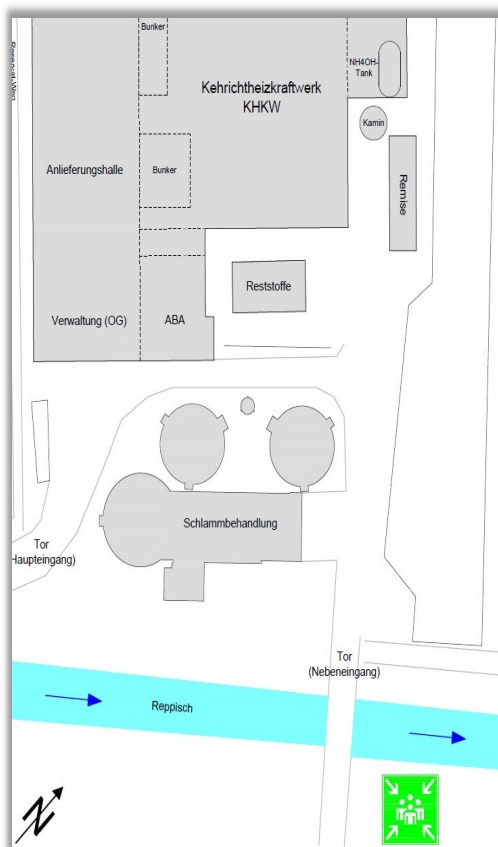 Bunker
Kehrichtheizkraftwerk
KHKW
NH4OH-
Tank
Kamin
Anlieferungshalle
Bunker
Remise
Reststoffe
Verwaltung (OG)
ABA
Schlammbehandlung
Tor
Haupteingang)
Tor
(Nebeneingang)
Reppisch
N